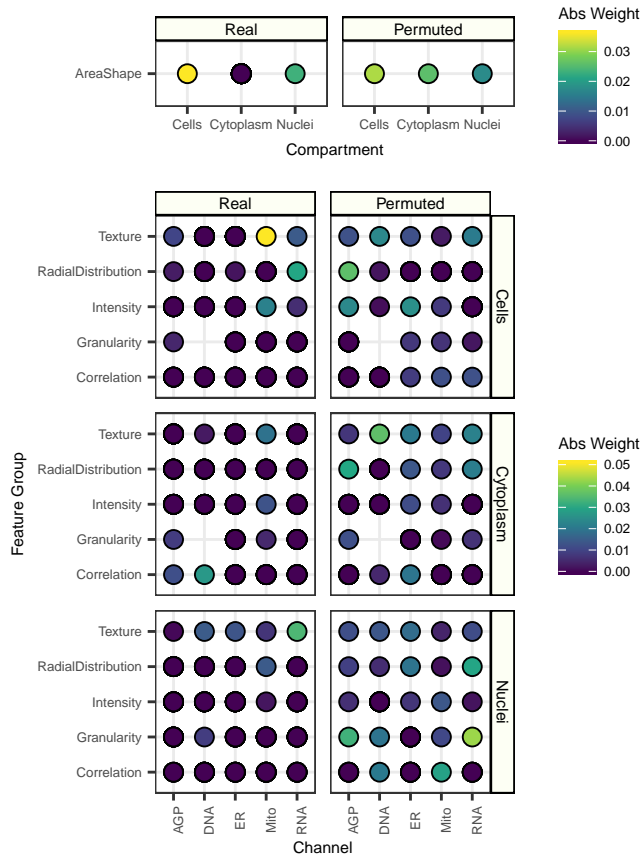 Real
Permuted
AreaShape
Cells
Cytoplasm
Nuclei
Cells
Cytoplasm
Nuclei
Compartment
Abs Weight
0.03
0.02
0.01
0.00
Real
Permuted
Texture
RadialDistribution
Intensity
Granularity
Correlation
Cells
Texture
RadialDistribution
Intensity
Granularity
Correlation
Cytoplasm
Texture
RadialDistribution
Intensity
Granularity
Correlation
Nuclei
Feature Group
AGP
DNA
ER
Mito
RNA
AGP
DNA
ER
Mito
RNA
Channel
Abs Weight
0.05
0.04
0.03
0.02
0.01
0.00